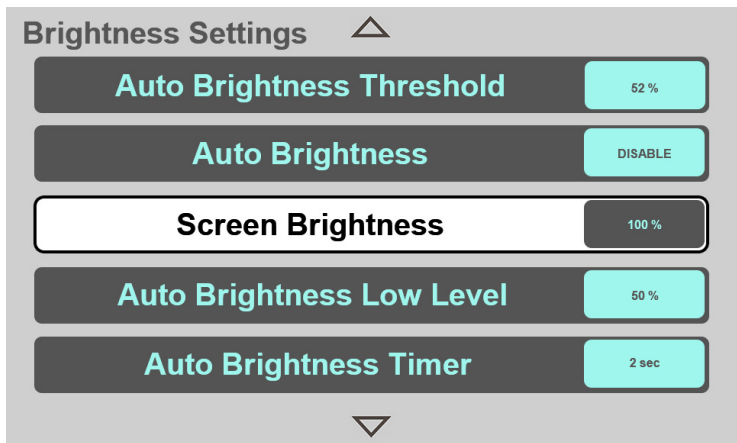 Brightness Settings
Auto Brightness Threshold 52 %
Auto Brightness DISABLE
Screen Brightness 100 %
Auto Brightness Low Level 50 %
Auto Brightness Timer 2 sec